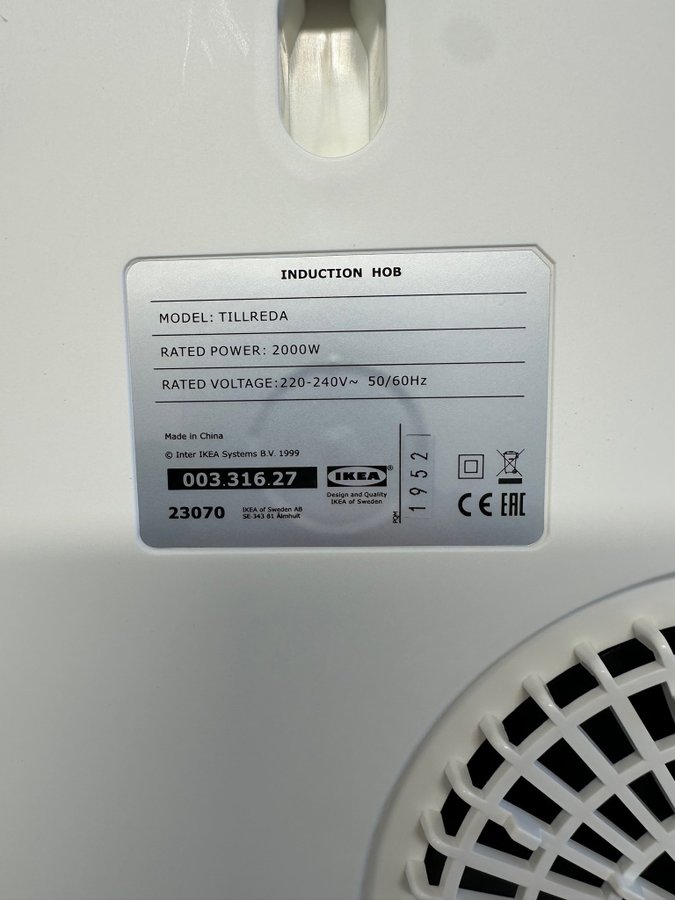 INDUCTION HOB
MODEL: TILLREDA
RATED POWER: 2000W
RATED VOLTAGE:220-240V~ 50/60Hz
Made in China
© Inter IKEA Systems B.V. 1999
003.316.27
IKEA®
Design and Quality
IKEA of Sweden
23070
IKEA of Sweden AB
SE-343 81 Älmhult
1952
CE EAC